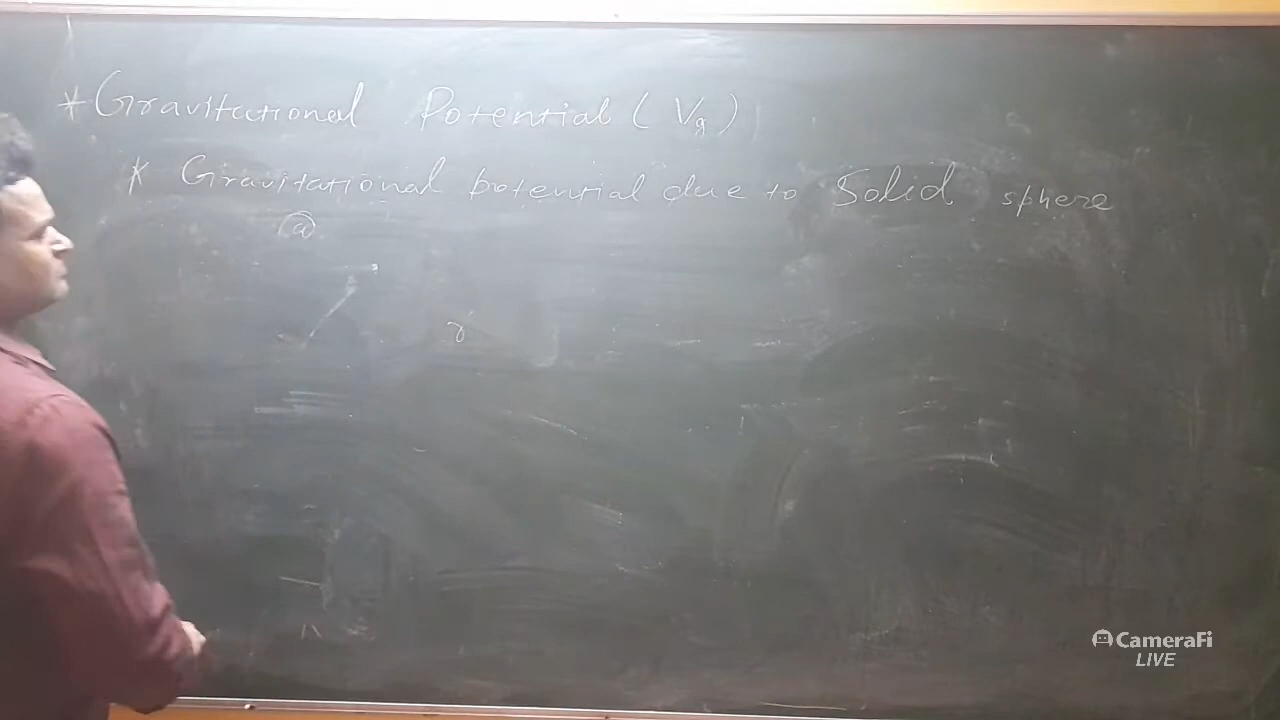 * Gravitational Potential (Vg)
* Gravitational potential due to Solid sphere
@
r
CameraFi
LIVE